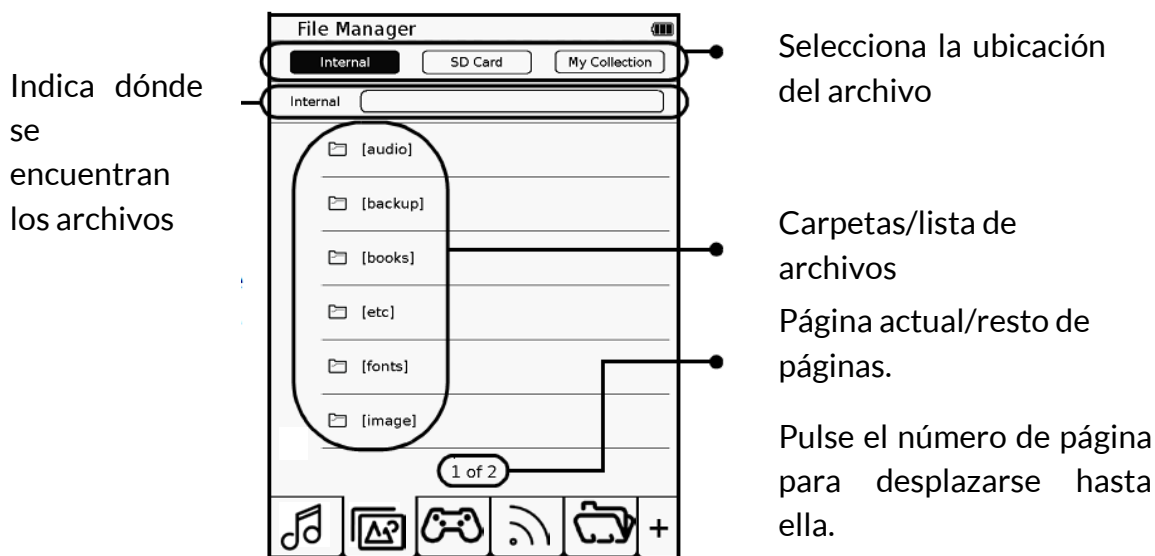 File Manager
Internal
SD Card
My Collection
Internal
[audio]
[backup]
[books]
[etc]
[fonts]
[image]
1 of 2
+
Indica dónde
se
encuentran
los archivos
Selecciona la ubicación
del archivo
Carpetas/lista de
archivos
Página actual/resto de
páginas.
Pulse el número de página
para desplazarse hasta
ella.